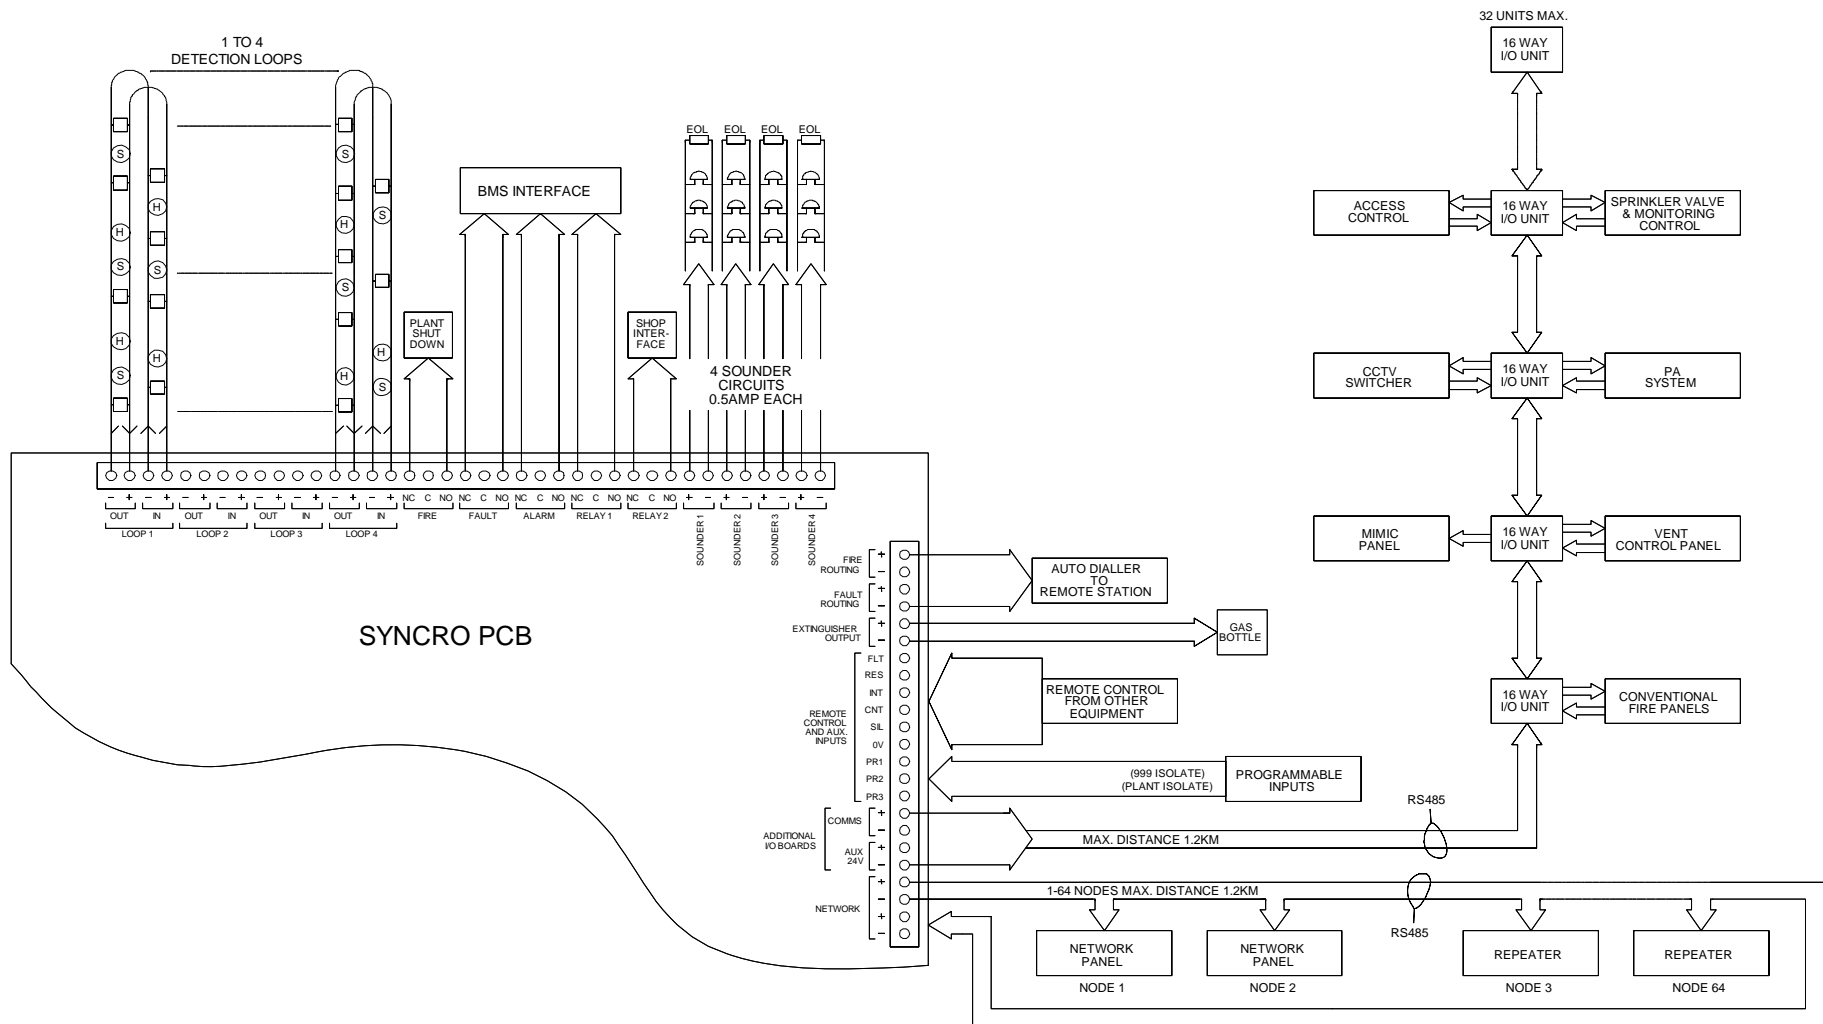 32 UNITS MAX.
1 TO 4
DETECTION LOOPS
16 WAY
I/O UNIT
EOL EOL EOL EOL
S
S
H
H
S
H
S
H
S
H
S
H
S
H
S
H
S
BMS INTERFACE
ACCESS
CONTROL
16 WAY
I/O UNIT
SPRINKLER VALVE
& MONITORING
CONTROL
PLANT
SHUT
DOWN
SHOP
INTER-
FACE
4 SOUNDER
CIRCUITS
0.5AMP EACH
CCTV
SWITCHER
16 WAY
I/O UNIT
PA
SYSTEM
- + - + - + - + - + - + - + - + NC C NO NC C NO NC C NO NC C NO NC C NO + - + - + - + -
OUT IN OUT IN OUT IN OUT IN FIRE FAULT ALARM RELAY 1 RELAY 2
LOOP 1 LOOP 2 LOOP 3 LOOP 4
SOUNDER 1
SOUNDER 2
SOUNDER 3
SOUNDER 4
MIMIC
PANEL
16 WAY
I/O UNIT
VENT
CONTROL PANEL
SYNCRO PCB
FIRE
ROUTING
+
-
FAULT
ROUTING
+
-
EXTINGUISHER
OUTPUT
+
-
AUTO DIALLER
TO
REMOTE STATION
GAS
BOTTLE
REMOTE
CONTROL
AND AUX.
INPUTS
FLT
RES
INT
CNT
SIL
0V
PR1
PR2
PR3
REMOTE CONTROL
FROM OTHER
EQUIPMENT
16 WAY
I/O UNIT
CONVENTIONAL
FIRE PANELS
(999 ISOLATE)
(PLANT ISOLATE)
PROGRAMMABLE
INPUTS
RS485
ADDITIONAL
I/O BOARDS
COMMS
+
-
AUX
24V
+
-
MAX. DISTANCE 1.2KM
NETWORK
+
-
+
-
1-64 NODES MAX. DISTANCE 1.2KM
RS485
NETWORK
PANEL
NODE 1
NETWORK
PANEL
NODE 2
REPEATER
NODE 3
REPEATER
NODE 64